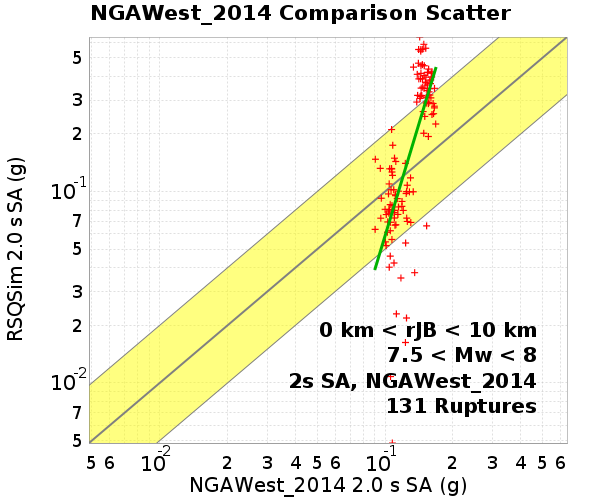 NGAWest_2014 Comparison Scatter
RSQSim 2.0 s SA (g)
5
3
2
10-1
7
5
3
2
10-2
7
5
0 km < rJB < 10 km
7.5 < Mw < 8
2s SA, NGAWest_2014
131 Ruptures
5 6 10-2 2 3 4 5 6 10-1 2 3 4 5 6
NGAWest_2014 2.0 s SA (g)